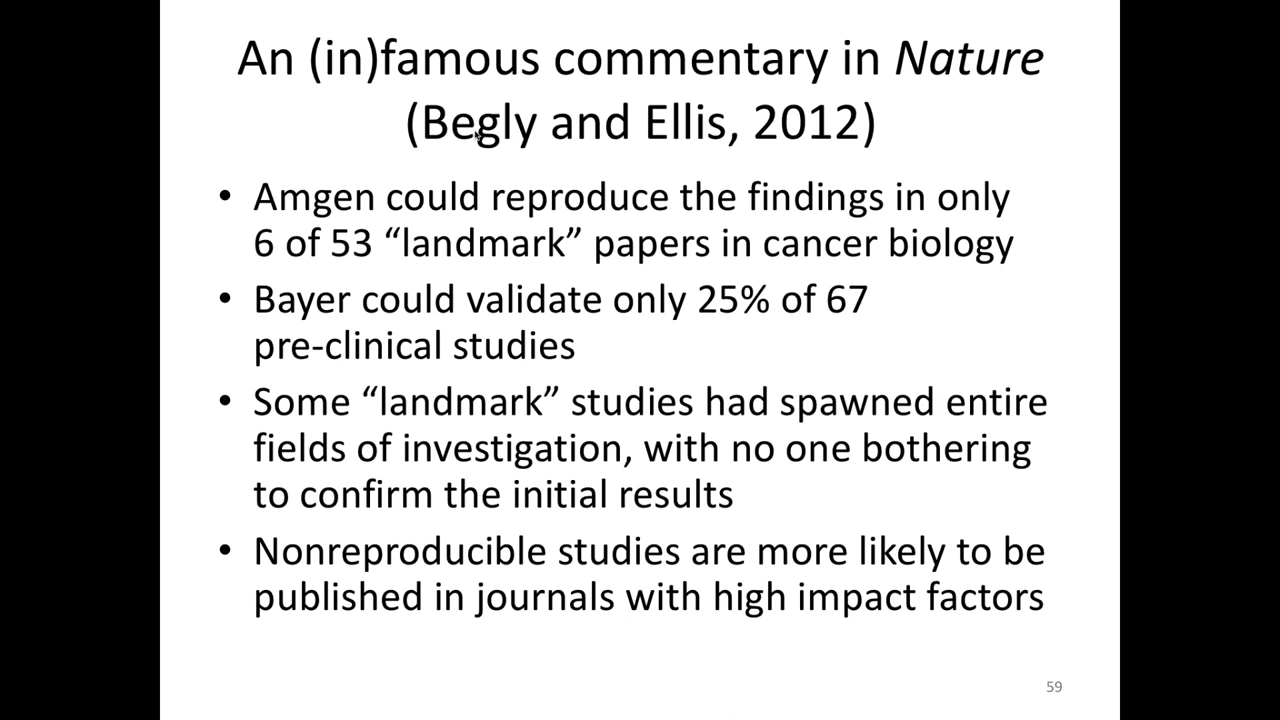 An (in)famous commentary in Nature
(Begly and Ellis, 2012)
• Amgen could reproduce the findings in only
6 of 53 “landmark” papers in cancer biology
• Bayer could validate only 25% of 67
pre-clinical studies
• Some “landmark” studies had spawned entire
fields of investigation, with no one bothering
to confirm the initial results
• Nonreproducible studies are more likely to be
published in journals with high impact factors
59